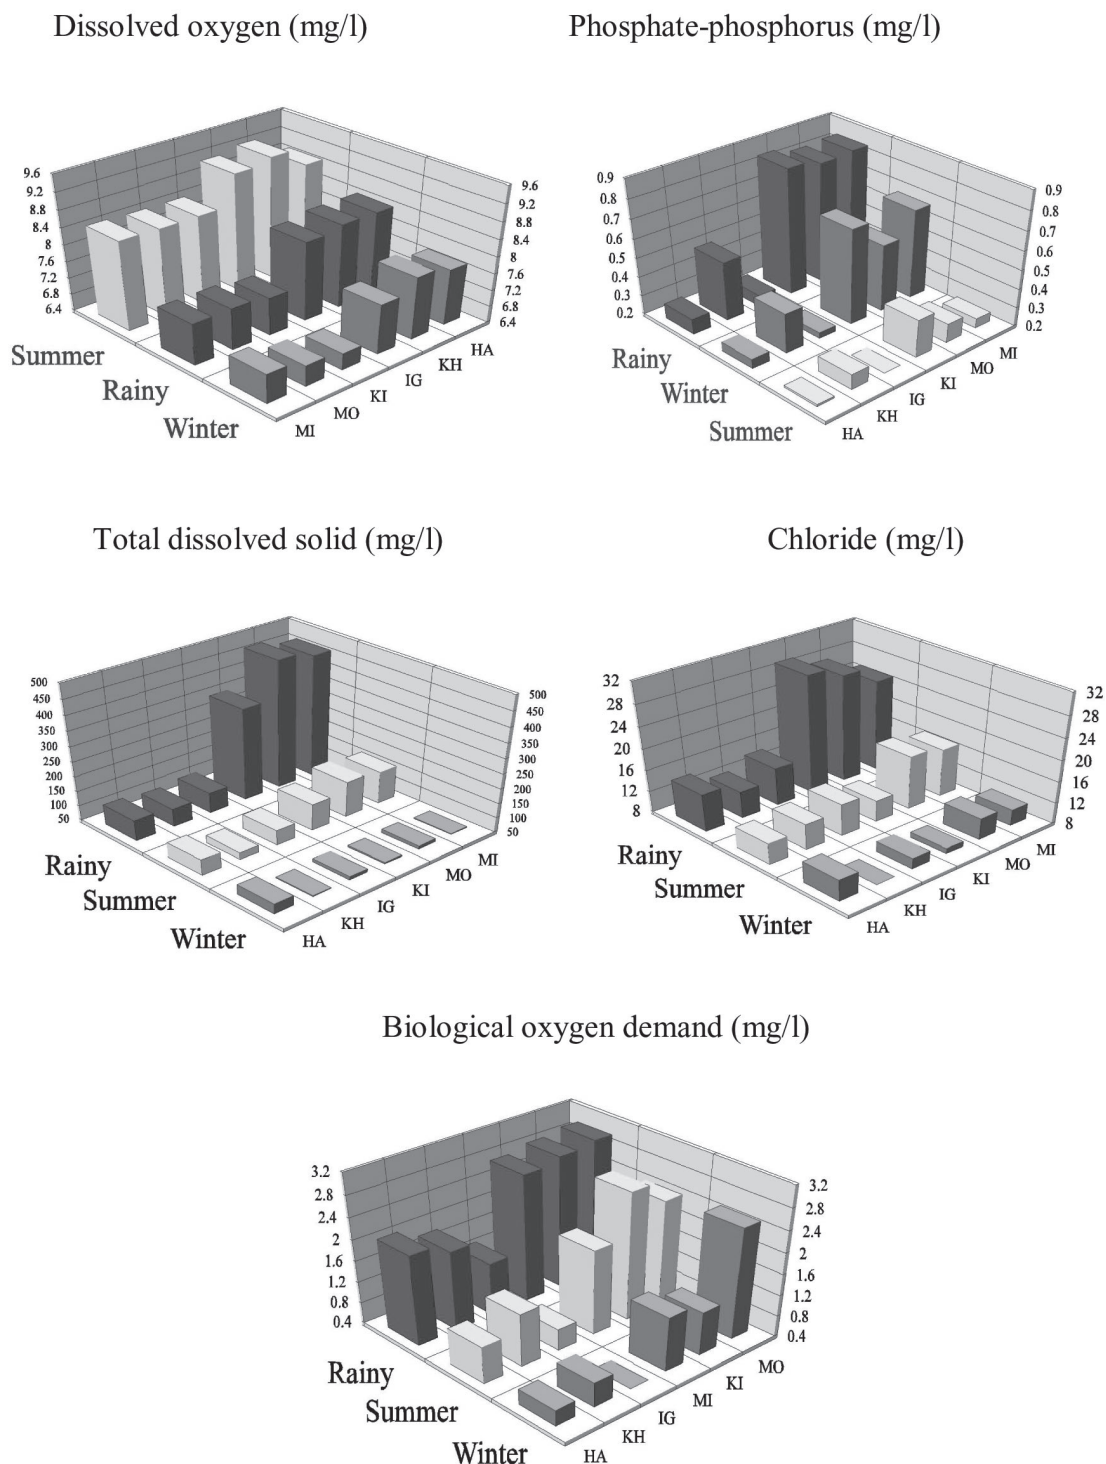 Dissolved oxygen (mg/l)
Phosphate-phosphorus (mg/l)
9.6
9.2
8.8
8.4
8
7.6
7.2
6.8
6.4
9.6
9.2
8.8
8.4
8
7.6
7.2
6.8
6.4
Summer
Rainy
Winter
MI
MO
KI
IG
KH
HA
0.9
0.8
0.7
0.6
0.5
0.4
0.3
0.2
0.9
0.8
0.7
0.6
0.5
0.4
0.3
0.2
Rainy
Winter
Summer
HA
KH
IG
KI
MO
MI
Total dissolved solid (mg/l)
Chloride (mg/l)
500
450
400
350
300
250
200
150
100
50
500
450
400
350
300
250
200
150
100
50
Rainy
Summer
Winter
HA
KH
IG
KI
MO
MI
32
28
24
20
16
12
8
32
28
24
20
16
12
8
Rainy
Summer
Winter
HA
KH
IG
KI
MO
MI
Biological oxygen demand (mg/l)
3.2
2.8
2.4
2
1.6
1.2
0.8
0.4
3.2
2.8
2.4
2
1.6
1.2
0.8
0.4
Rainy
Summer
Winter
HA
KH
IG
MI
KI
MO